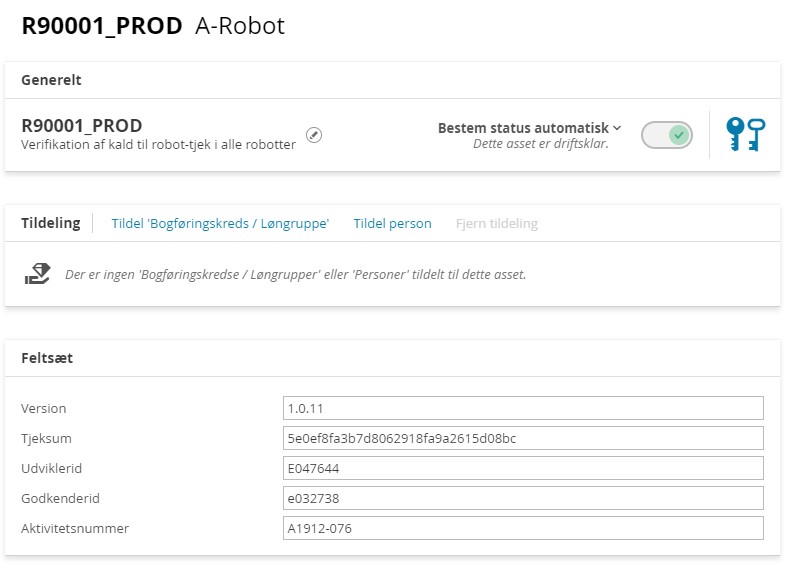 R90001_PROD A-Robot
Generelt
R90001_PROD
Verifikation af kald til robot-tjek i alle robotter
Bestem status automatisk
Dette asset er driftsklar.
Tildeling Tildel 'Bogføringskreds / Løngruppe' Tildel person Fjern tildeling
Der er ingen 'Bogføringskredse / Løngrupper' eller 'Personer' tildelt til dette asset.
Feltsæt
Version 1.0.11
Tjeksum 5e0ef8fa3b7d8062918fa9a2615d08bc
Udviklerid E047644
Godkenderid e032738
Aktivitetsnummer A1912-076